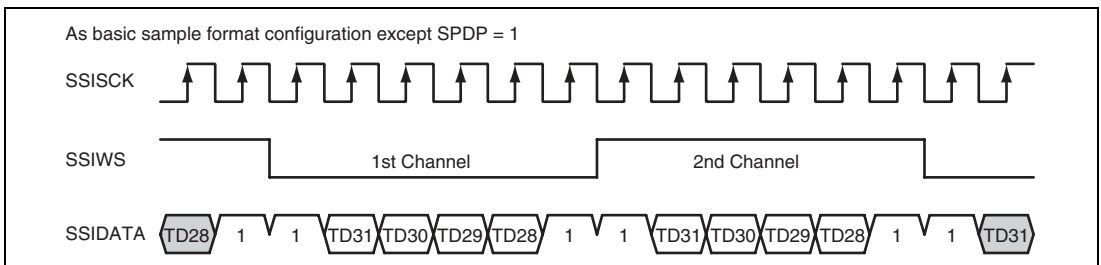 As basic sample format configuration except SPDP = 1
SSISCK
SSIWS 1st Channel 2nd Channel
SSIDATA TD28 1 1 TD31 TD30 TD29 TD28 1 1 TD31 TD30 TD29 TD28 1 1 TD31